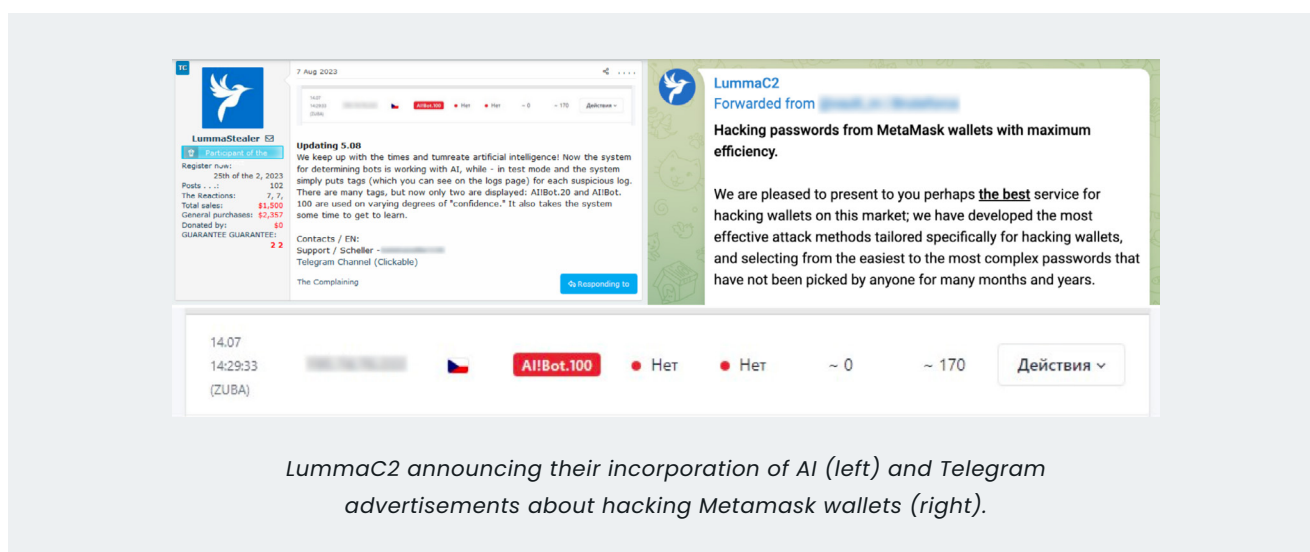 TC
LummaStealer
Participant of the
Register now:
25th of the 2, 2023
Posts . . .:
102
The Reactions:
7, 7,
Total sales:
$1,500
General purchases:
$2,357
Donated by:
$0
GUARANTEE GUARANTEE:
2 2
7 Aug 2023
14.07
14:29:33
(ZUBA)
AI!Bot.100
Нет
Нет
~ 0
~ 170
Действия
Updating 5.08
We keep up with the times and tumreate artificial intelligence! Now the system
for determining bots is working with AI, while - in test mode and the system
simply puts tags (which you can see on the logs page) for each suspicious log.
There are many tags, but now only two are displayed: AI!Bot.20 and AI!Bot.
100 are used on varying degrees of "confidence." It also takes the system
some time to get to learn.
Contacts / EN:
Support / Scheller -
Telegram Channel (Clickable)
The Complaining
Responding to
LummaC2
Forwarded from
Hacking passwords from MetaMask wallets with maximum
efficiency.
We are pleased to present to you perhaps the best service for
hacking wallets on this market; we have developed the most
effective attack methods tailored specifically for hacking wallets,
and selecting from the easiest to the most complex passwords that
have not been picked by anyone for many months and years.
14.07
14:29:33
(ZUBA)
AI!Bot.100
Нет
Нет
~ 0
~ 170
Действия
LummaC2 announcing their incorporation of AI (left) and Telegram
advertisements about hacking Metamask wallets (right).